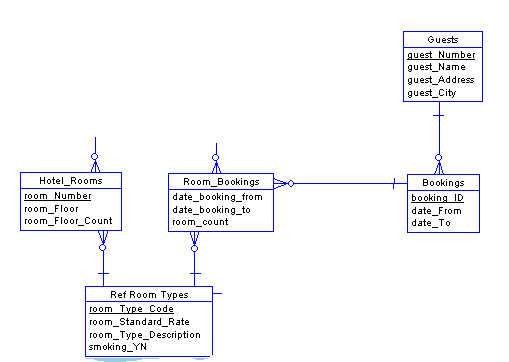 Guests
guest_Number
guest_Name
guest_Address
guest_City
Hotel_Rooms
room_Number
room_Floor
room_Floor_Count
Room_Bookings
date_booking_from
date_booking_to
room_count
Bookings
booking_ID
date_From
date_To
Ref Room Types
room_Type_Code
room_Standard_Rate
room_Type_Description
smoking_YN